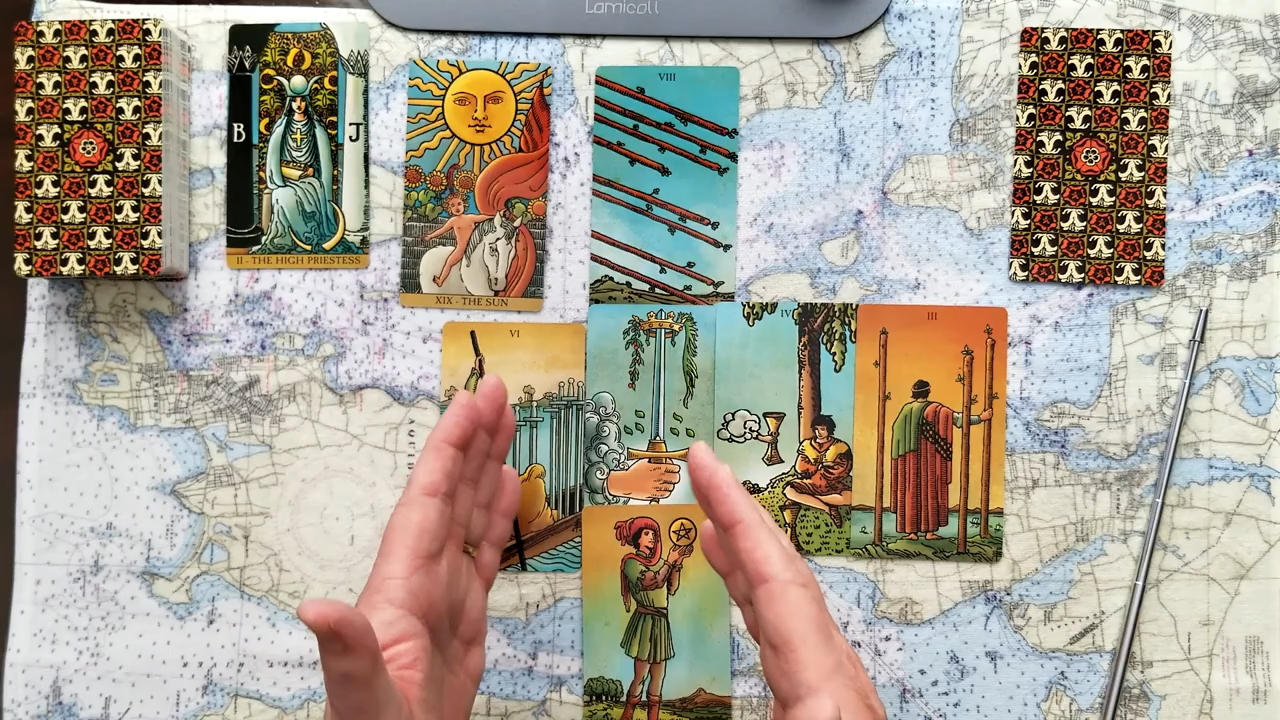 Lamicall
B J
II - THE HIGH PRIESTESS
XIX - THE SUN
VIII
VI
IV
III